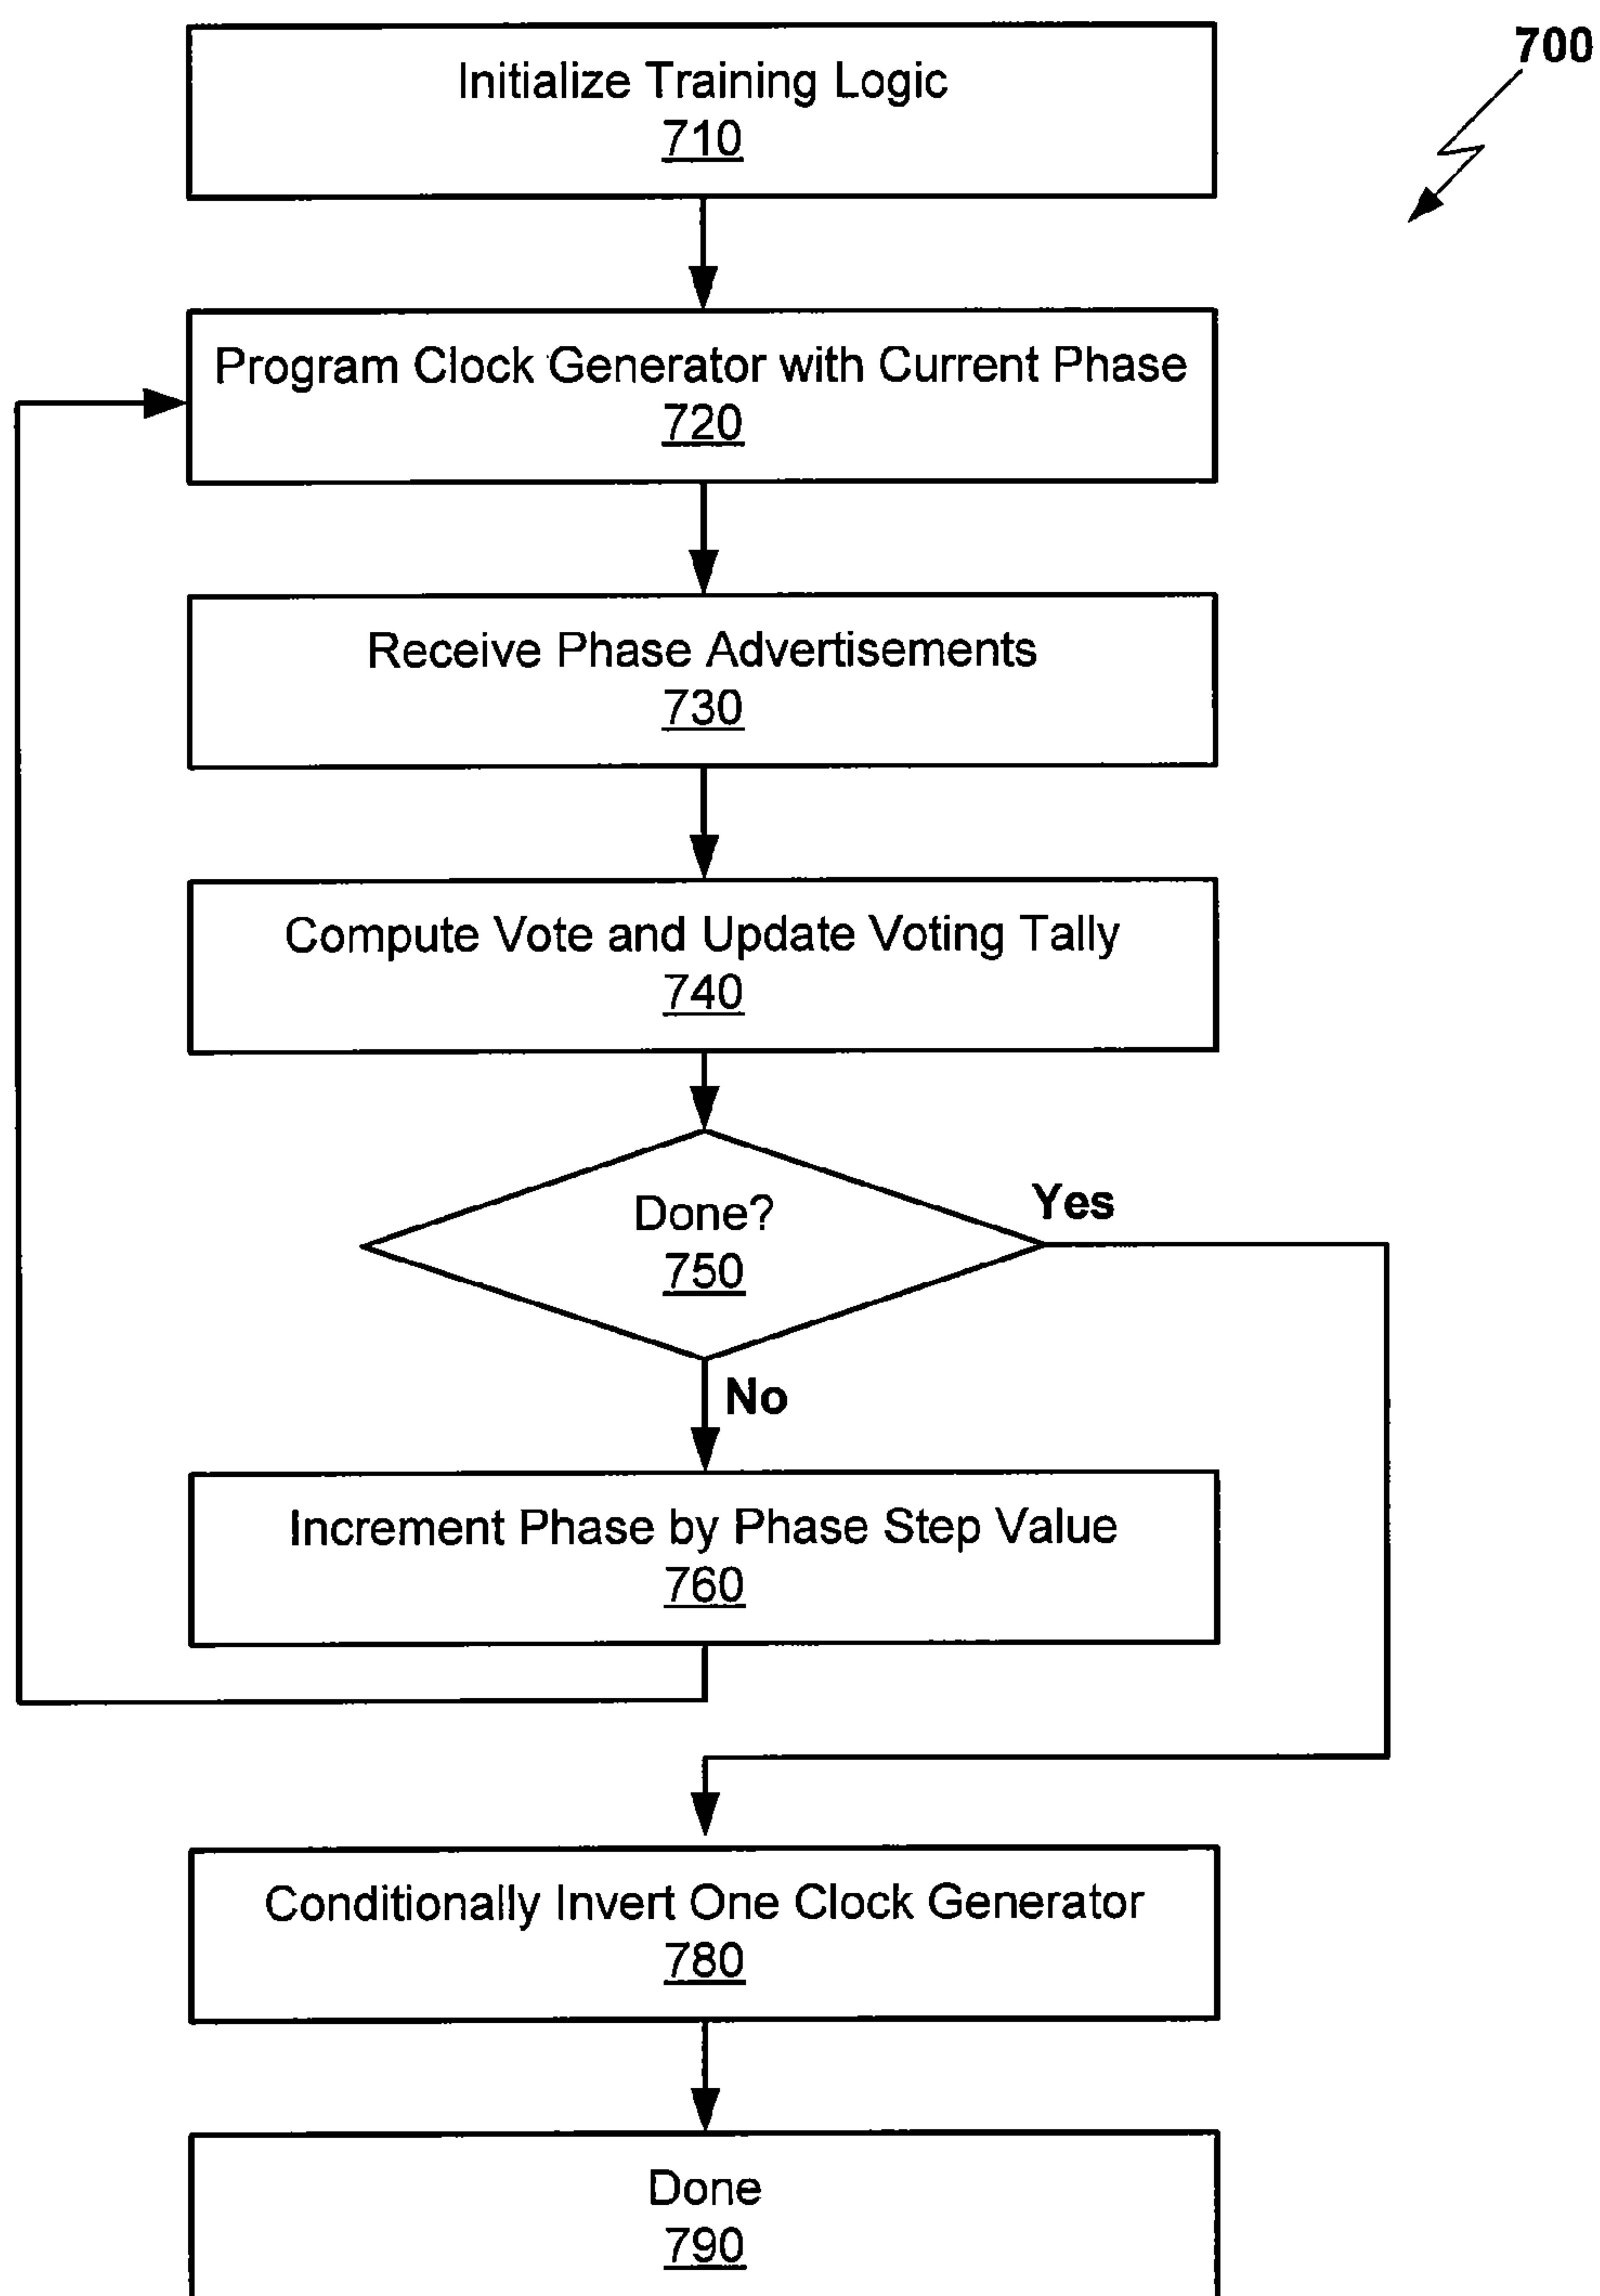 700
Initialize Training Logic
710
Program Clock Generator with Current Phase
720
Receive Phase Advertisements
730
Compute Vote and Update Voting Tally
740
Done?
750
Yes
No
Increment Phase by Phase Step Value
760
Conditionally Invert One Clock Generator
780
Done
790